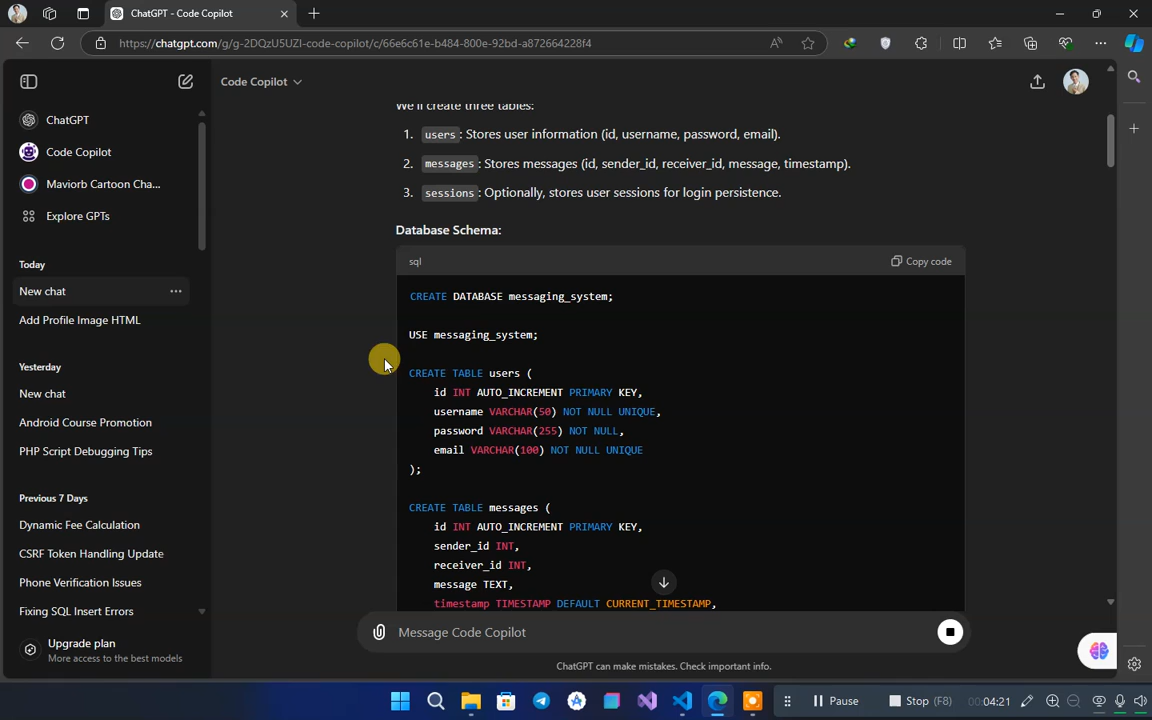 ChatGPT - Code Copilot
https://chatgpt.com/g/g-2DQzU5UZI-code-copilot/c/66e6c61e-b484-800e-92bd-a872664228f4
Code Copilot
ChatGPT
Code Copilot
Maviorb Cartoon Cha...
Explore GPTs
Today
New chat
Add Profile Image HTML
Yesterday
New chat
Android Course Promotion
PHP Script Debugging Tips
Previous 7 Days
Dynamic Fee Calculation
CSRF Token Handling Update
Phone Verification Issues
Fixing SQL Insert Errors
Upgrade plan
More access to the best models
We'll create three tables:
1. users: Stores user information (id, username, password, email).
2. messages: Stores messages (id, sender_id, receiver_id, message, timestamp).
3. sessions: Optionally, stores user sessions for login persistence.
Database Schema:
sql
Copy code
CREATE DATABASE messaging_system;
USE messaging_system;
CREATE TABLE users (
id INT AUTO_INCREMENT PRIMARY KEY,
username VARCHAR(50) NOT NULL UNIQUE,
password VARCHAR(255) NOT NULL,
email VARCHAR(100) NOT NULL UNIQUE
);
CREATE TABLE messages (
id INT AUTO_INCREMENT PRIMARY KEY,
sender_id INT,
receiver_id INT,
message TEXT,
timestamp TIMESTAMP DEFAULT CURRENT_TIMESTAMP,
Message Code Copilot
ChatGPT can make mistakes. Check important info.
Pause
Stop (F8)
00:04:21